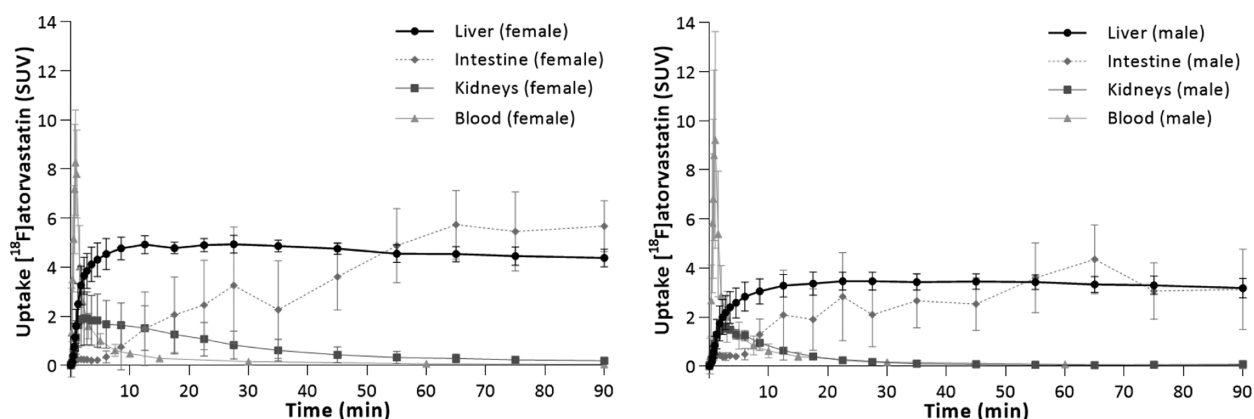 Uptake [¹⁸F]atorvastatin (SUV)
14
12
10
8
6
4
2
0
Liver (female)
Intestine (female)
Kidneys (female)
Blood (female)
10 20 30 40 50 60 70 80 90
Time (min)
Uptake [¹⁸F]atorvastatin (SUV)
14
12
10
8
6
4
2
0
Liver (male)
Intestine (male)
Kidneys (male)
Blood (male)
10 20 30 40 50 60 70 80 90
Time (min)